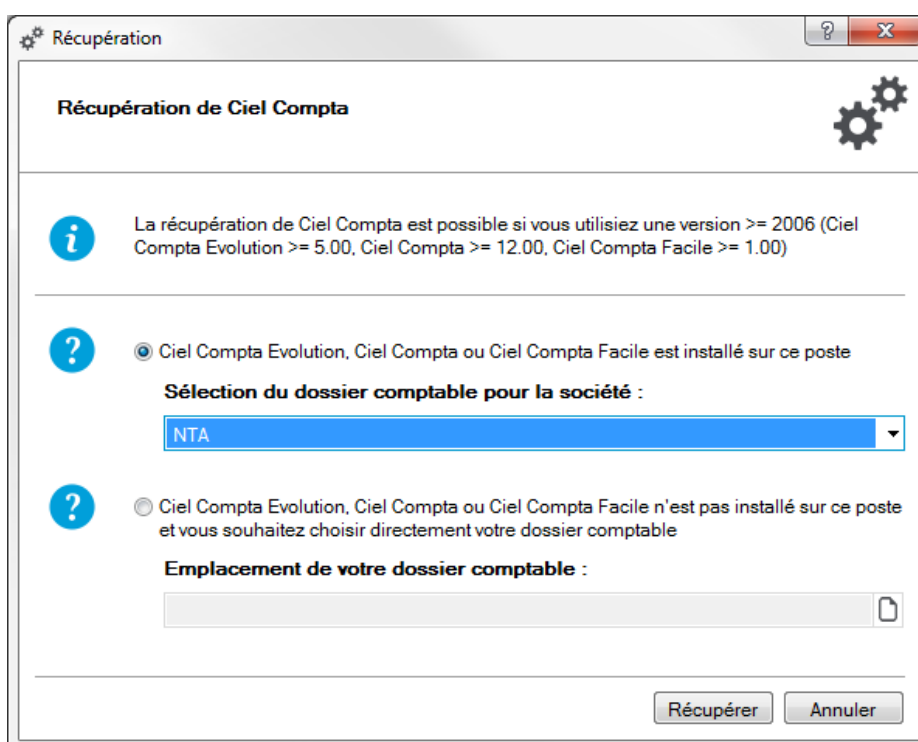 Récupération
Récupération de Ciel Compta
La récupération de Ciel Compta est possible si vous utilisiez une version >= 2006 (Ciel
Compta Evolution >= 5.00, Ciel Compta >= 12.00, Ciel Compta Facile >= 1.00)
Ciel Compta Evolution, Ciel Compta ou Ciel Compta Facile est installé sur ce poste
Sélection du dossier comptable pour la société :
NTA
Ciel Compta Evolution, Ciel Compta ou Ciel Compta Facile n'est pas installé sur ce poste
et vous souhaitez choisir directement votre dossier comptable
Emplacement de votre dossier comptable :
Récupérer Annuler